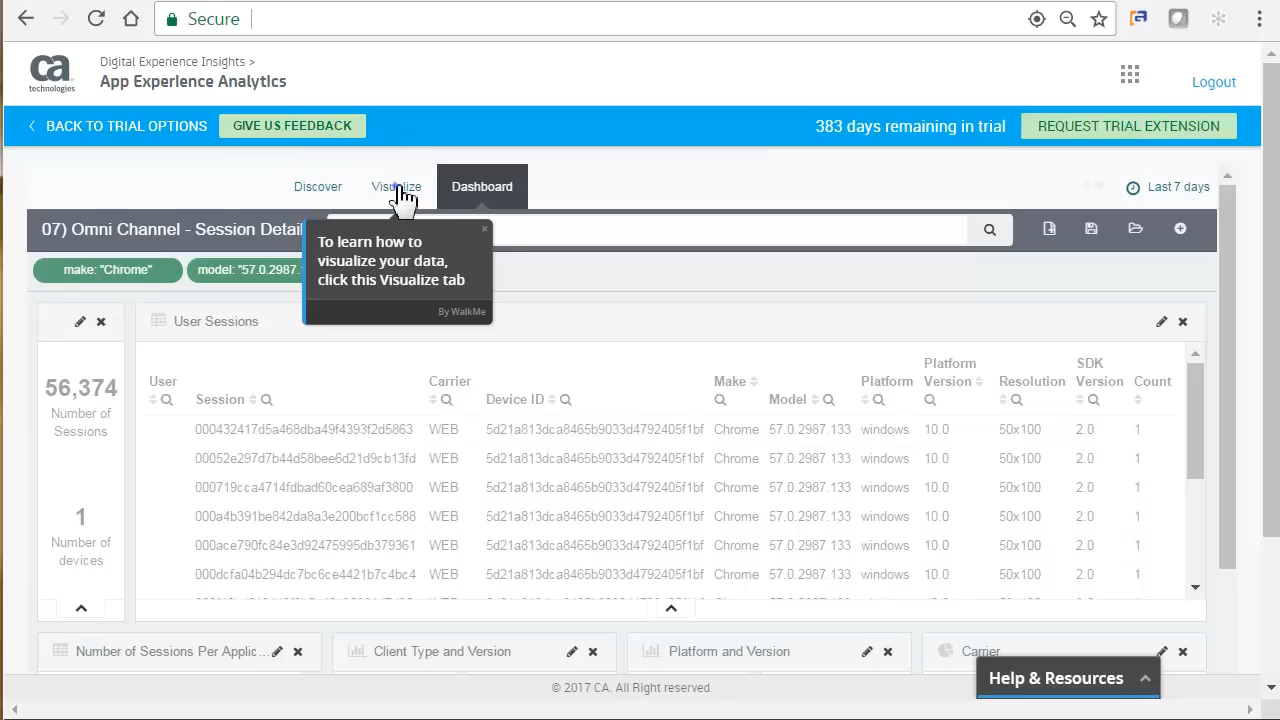 Secure
ca
technologies
Digital Experience Insights >
App Experience Analytics
Logout
BACK TO TRIAL OPTIONS
GIVE US FEEDBACK
383 days remaining in trial
REQUEST TRIAL EXTENSION
Discover
Visualize
Dashboard
Last 7 days
07) Omni Channel - Session Detail
To learn how to
visualize your data,
click this Visualize tab
By WalkMe
make: "Chrome"
model: "57.0.2987.
User Sessions
56,374
Number of
Sessions
1
Number of
devices
User Session Carrier Device ID Make Model Platform Platform Version Resolution SDK Version Count
000432417d5a468dba49f4393f2d5863 WEB 5d21a813dca8465b9033d4792405f1bf Chrome 57.0.2987.133 windows 10.0 50x100 2.0 1
00052e297d7b44d58bee6d21d9cb13fd WEB 5d21a813dca8465b9033d4792405f1bf Chrome 57.0.2987.133 windows 10.0 50x100 2.0 1
000719cca4714fdbad60cea689af3800 WEB 5d21a813dca8465b9033d4792405f1bf Chrome 57.0.2987.133 windows 10.0 50x100 2.0 1
000a4b391be842da8a3e200bcf1cc588 WEB 5d21a813dca8465b9033d4792405f1bf Chrome 57.0.2987.133 windows 10.0 50x100 2.0 1
000ace790fc84e3d92475995db379361 WEB 5d21a813dca8465b9033d4792405f1bf Chrome 57.0.2987.133 windows 10.0 50x100 2.0 1
000dcfa04b294dc7bc6ce4421b7c4bc4 WEB 5d21a813dca8465b9033d4792405f1bf Chrome 57.0.2987.133 windows 10.0 50x100 2.0 1
Number of Sessions Per Applic...
Client Type and Version
Platform and Version
Carrier
Help & Resources
© 2017 CA. All Right reserved.